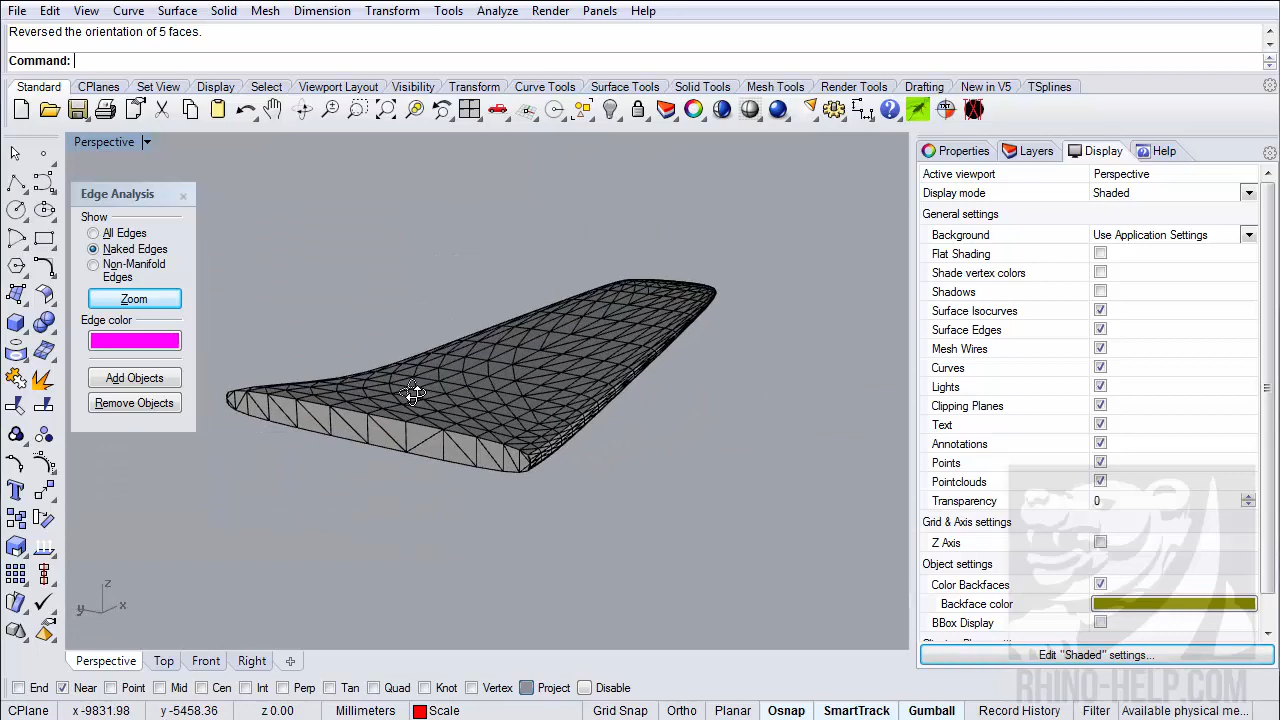 File Edit View Curve Surface Solid Mesh Dimension Transform Tools Analyze Render Panels Help
Reversed the orientation of 5 faces.
Command:
Standard CPlanes Set View Display Select Viewport Layout Visibility Transform Curve Tools Surface Tools Solid Tools Mesh Tools Render Tools Drafting New in V5 TSplines
Perspective
Edge Analysis
Show
All Edges
Naked Edges
Non-Manifold
Edges
Zoom
Edge color
Add Objects
Remove Objects
z
y x
Perspective Top Front Right
Properties Layers Display Help
Active viewport Perspective
Display mode Shaded
General settings
Background Use Application Settings
Flat Shading
Shade vertex colors
Shadows
Surface Isocurves
Surface Edges
Mesh Wires
Curves
Lights
Clipping Planes
Text
Annotations
Points
Pointclouds
Transparency 0
Grid & Axis settings
Z Axis
Object settings
Color Backfaces
Backface color
BBox Display
Edit "Shaded" settings...
RHINO-HELP.COM
End Near Point Mid Cen Int Perp Tan Quad Knot Vertex Project Disable
CPlane x -9831.98 y -5458.36 z 0.00 Millimeters Scale Grid Snap Ortho Planar Osnap SmartTrack Gumball Record History Filter Available physical me...